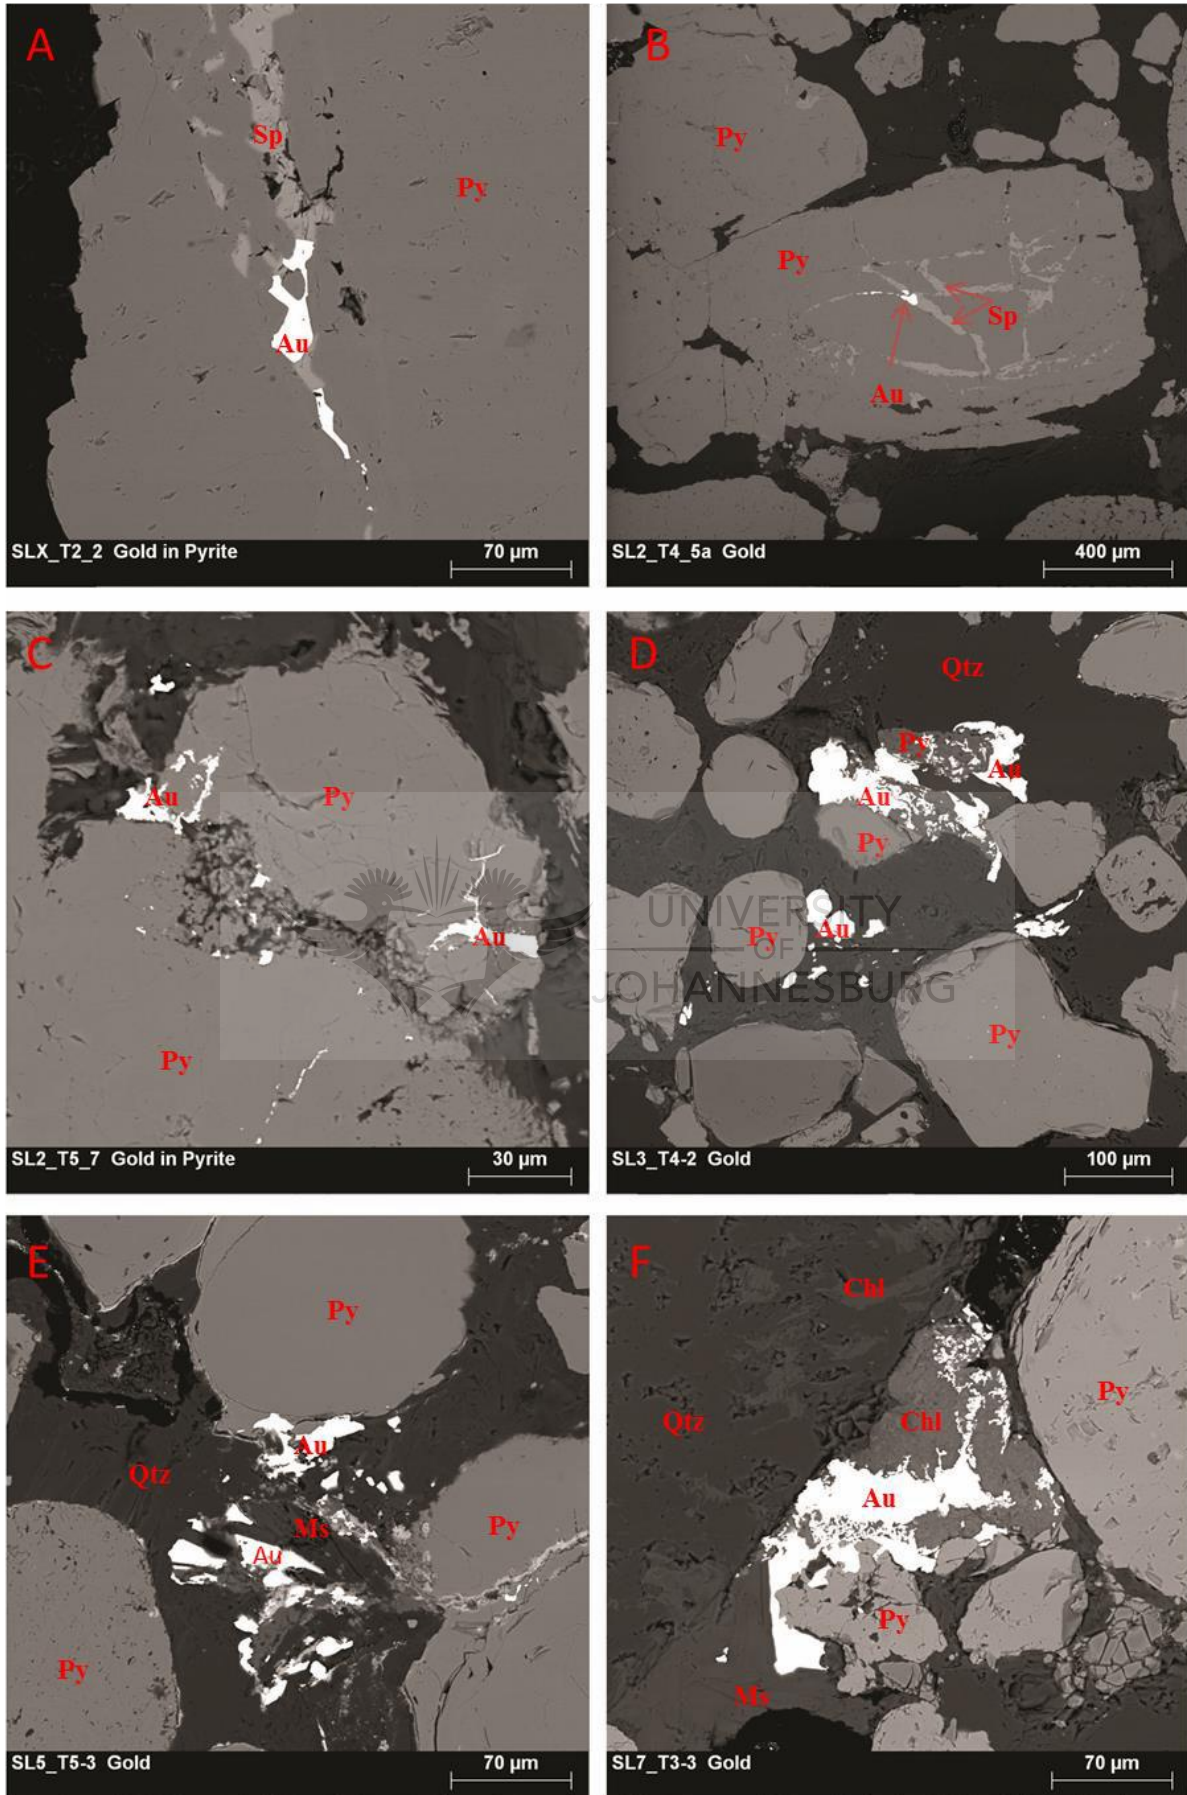 A
Sp
Py
Au
SLX_T2_2 Gold in Pyrite
70 µm
B
Py
Py
Sp
Au
SL2_T4_5a Gold
400 µm
C
Au
Py
Au
Py
SL2_T5_7 Gold in Pyrite
30 µm
D
Qtz
Py
Au
Au
Py
Py
Au
Py
SL3_T4-2 Gold
100 µm
UNIVERSITY
OF
JOHANNESBURG
E
Py
Au
Qtz
Ms
Py
Au
Py
SL5_T5-3 Gold
70 µm
F
Chl
Py
Qtz
Chl
Au
Py
Ms
SL7_T3-3 Gold
70 µm